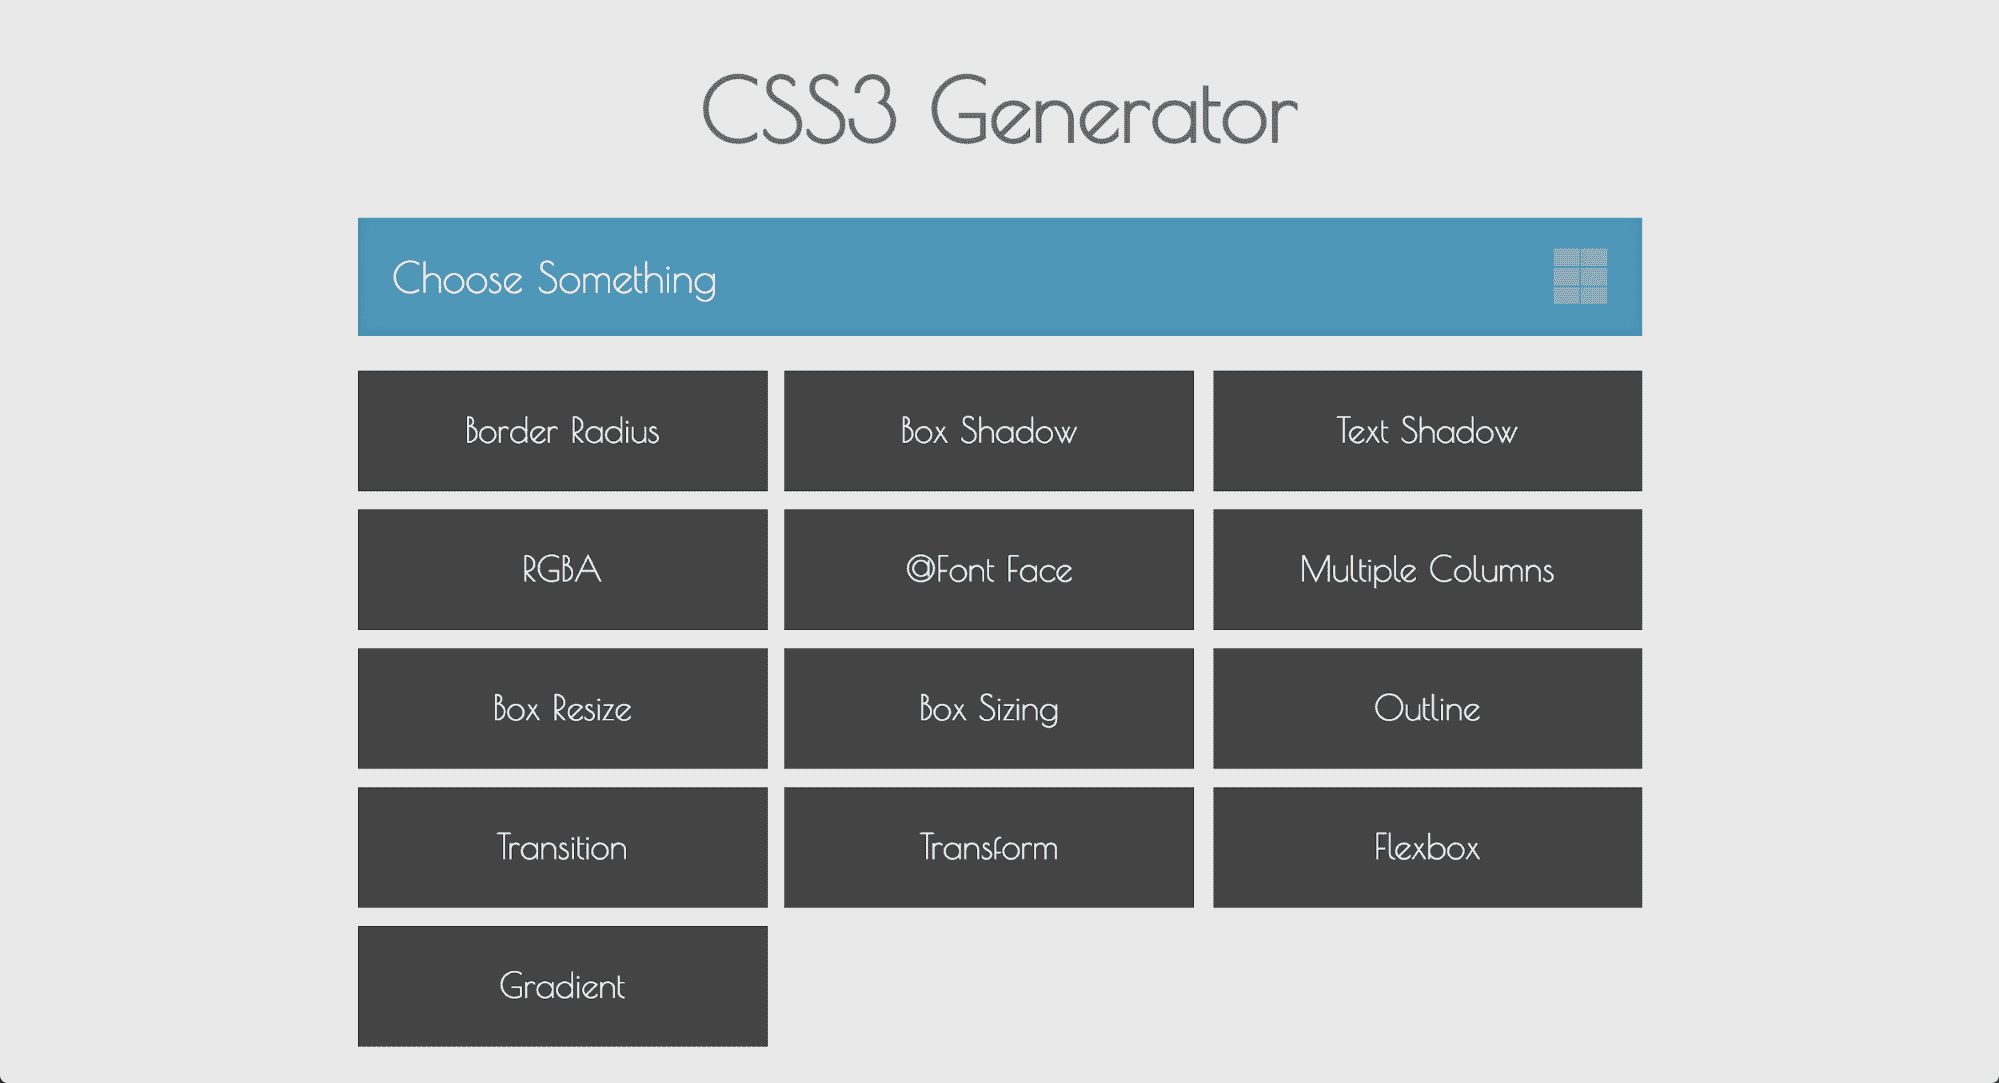 CSS3 Generator
Choose Something
Border Radius
Box Shadow
Text Shadow
RGBA
@Font Face
Multiple Columns
Box Resize
Box Sizing
Outline
Transition
Transform
Flexbox
Gradient